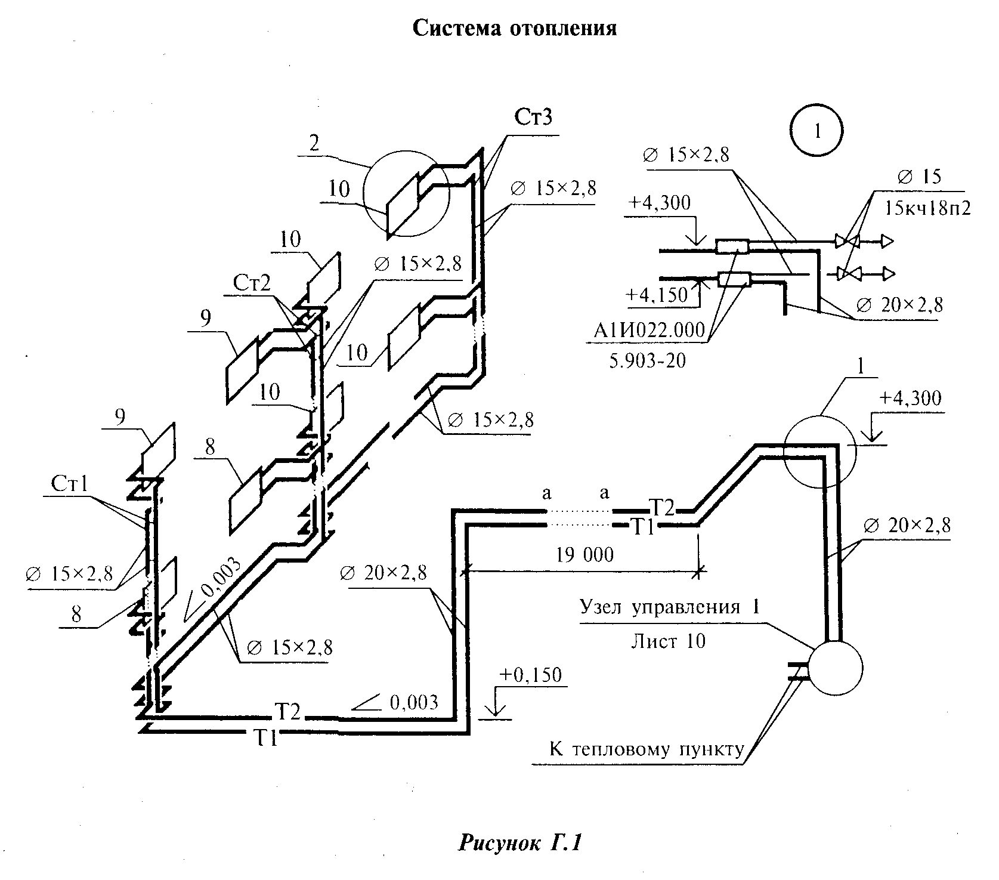 Система отопления
Ст3
1
2
∅ 15×2,8
∅ 15
10
∅ 15×2,8
+4,300
15кч18п2
10
∅ 15×2,8
Ст2
+4,150
∅ 20×2,8
9
А1И022.000
10
5.903-20
1
10
+4,300
9
∅ 15×2,8
8
Ст1
а
а
Т2
Т1
∅ 20×2,8
19 000
0,003
∅ 15×2,8
∅ 20×2,8
Узел управления 1
8
Лист 10
∅ 15×2,8
+0,150
0,003
Т2
Т1
К тепловому пункту
Рисунок Г.1